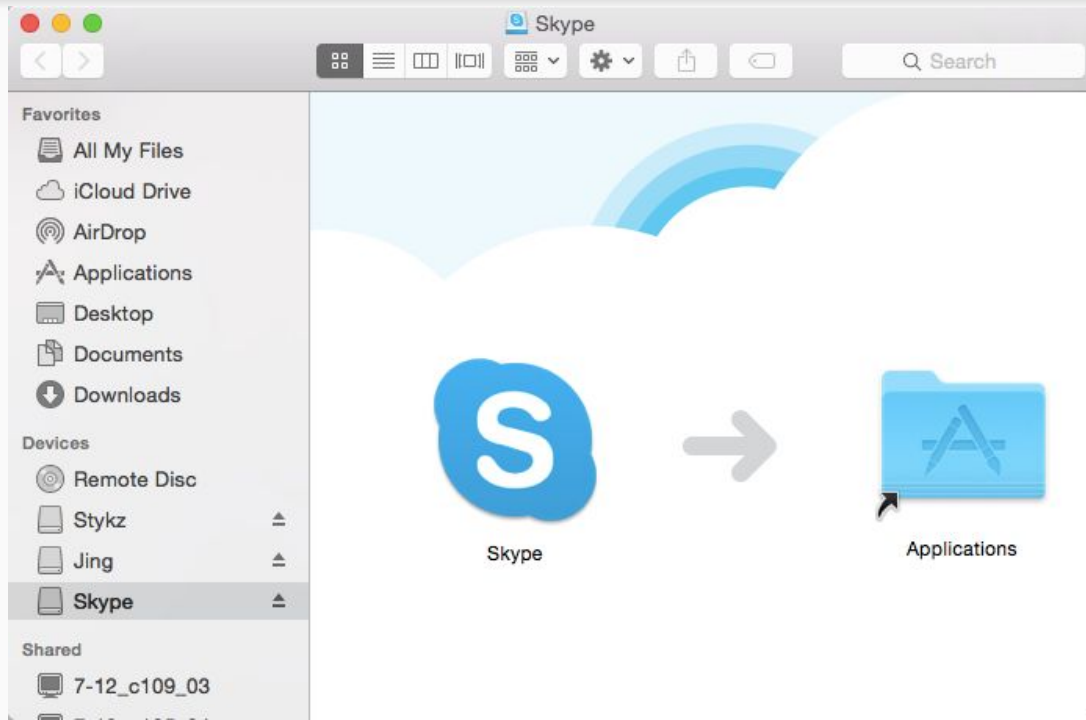 Skype
Search
Favorites
All My Files
iCloud Drive
AirDrop
Applications
Desktop
Documents
Downloads
Devices
Remote Disc
Stykz
Jing
Skype
Shared
7-12_c109_03
S
Skype
Applications